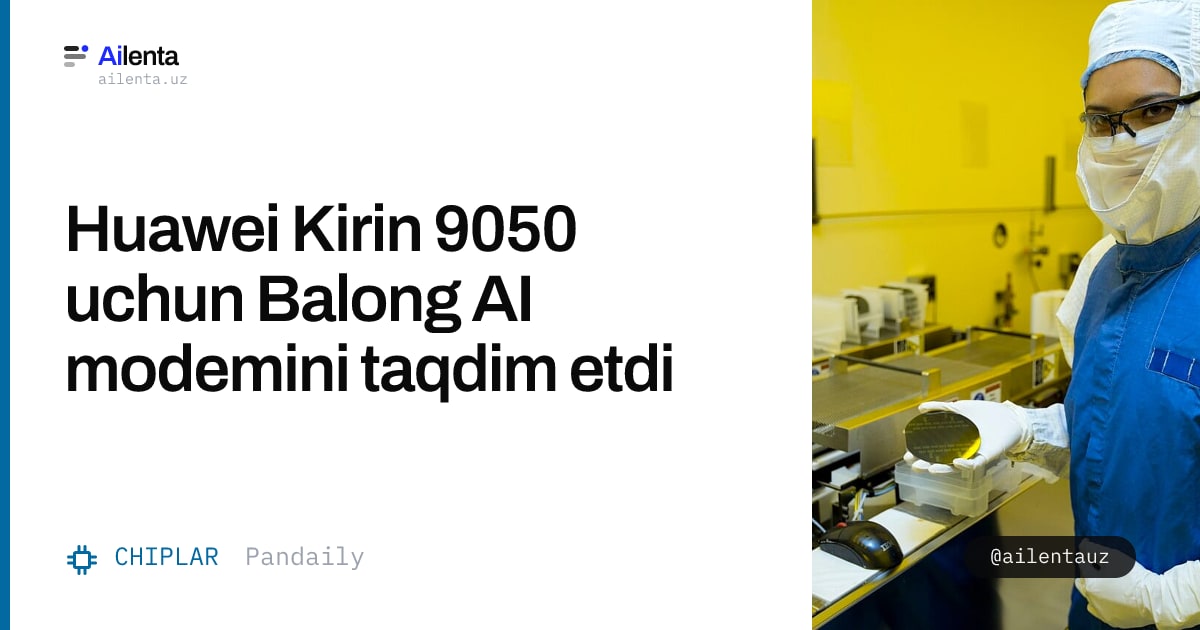 Ailenta
ailenta.uz
Huawei Kirin 9050
uchun Balong AI
modemini taqdim etdi
CHIPLAR Pandaily
@ailentauz